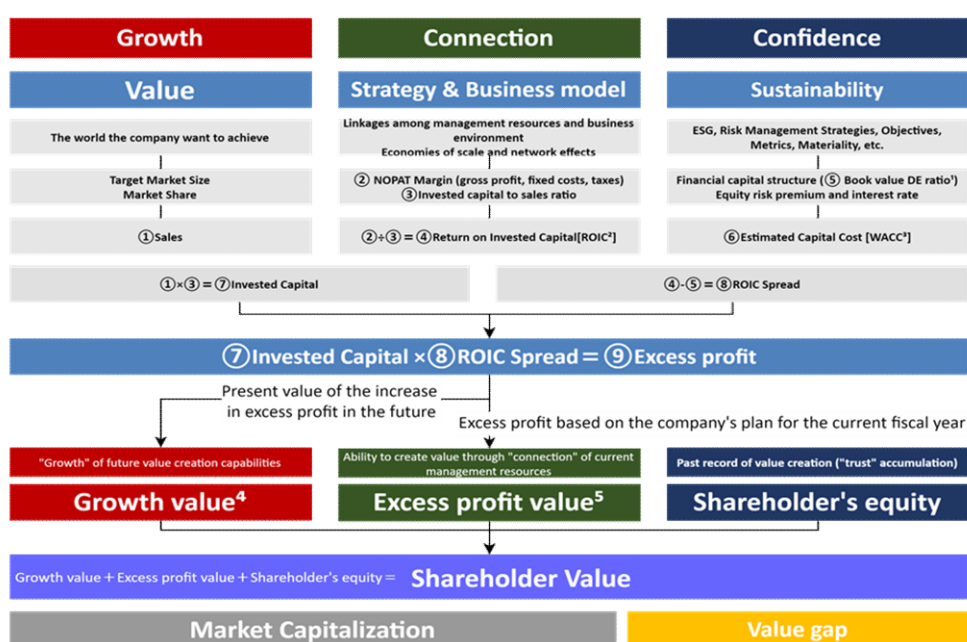 Growth
Connection
Confidence
Value
Strategy & Business model
Sustainability
The world the company want to achieve
Linkages among management resources and business
environment
Economies of scale and network effects
ESG, Risk Management Strategies, Objectives,
Metrics, Materiality, etc.
Target Market Size
Market Share
② NOPAT Margin (gross profit, fixed costs, taxes)
③Invested capital to sales ratio
Financial capital structure (⑤ Book value DE ratio¹)
Equity risk premium and interest rate
①Sales
②÷③＝④Return on Invested Capital[ROIC²]
⑥Estimated Capital Cost [WACC³]
①×③＝⑦Invested Capital
④-⑤＝⑧ROIC Spread
⑦Invested Capital ×⑧ROIC Spread＝⑨Excess profit
Present value of the increase
in excess profit in the future
Excess profit based on the company's plan for the current fiscal year
"Growth" of future value creation capabilities
Ability to create value through "connection" of current
management resources
Past record of value creation ("trust" accumulation)
Growth value⁴
Excess profit value⁵
Shareholder's equity
Growth value＋Excess profit value＋Shareholder's equity＝ Shareholder Value
Market Capitalization
Value gap